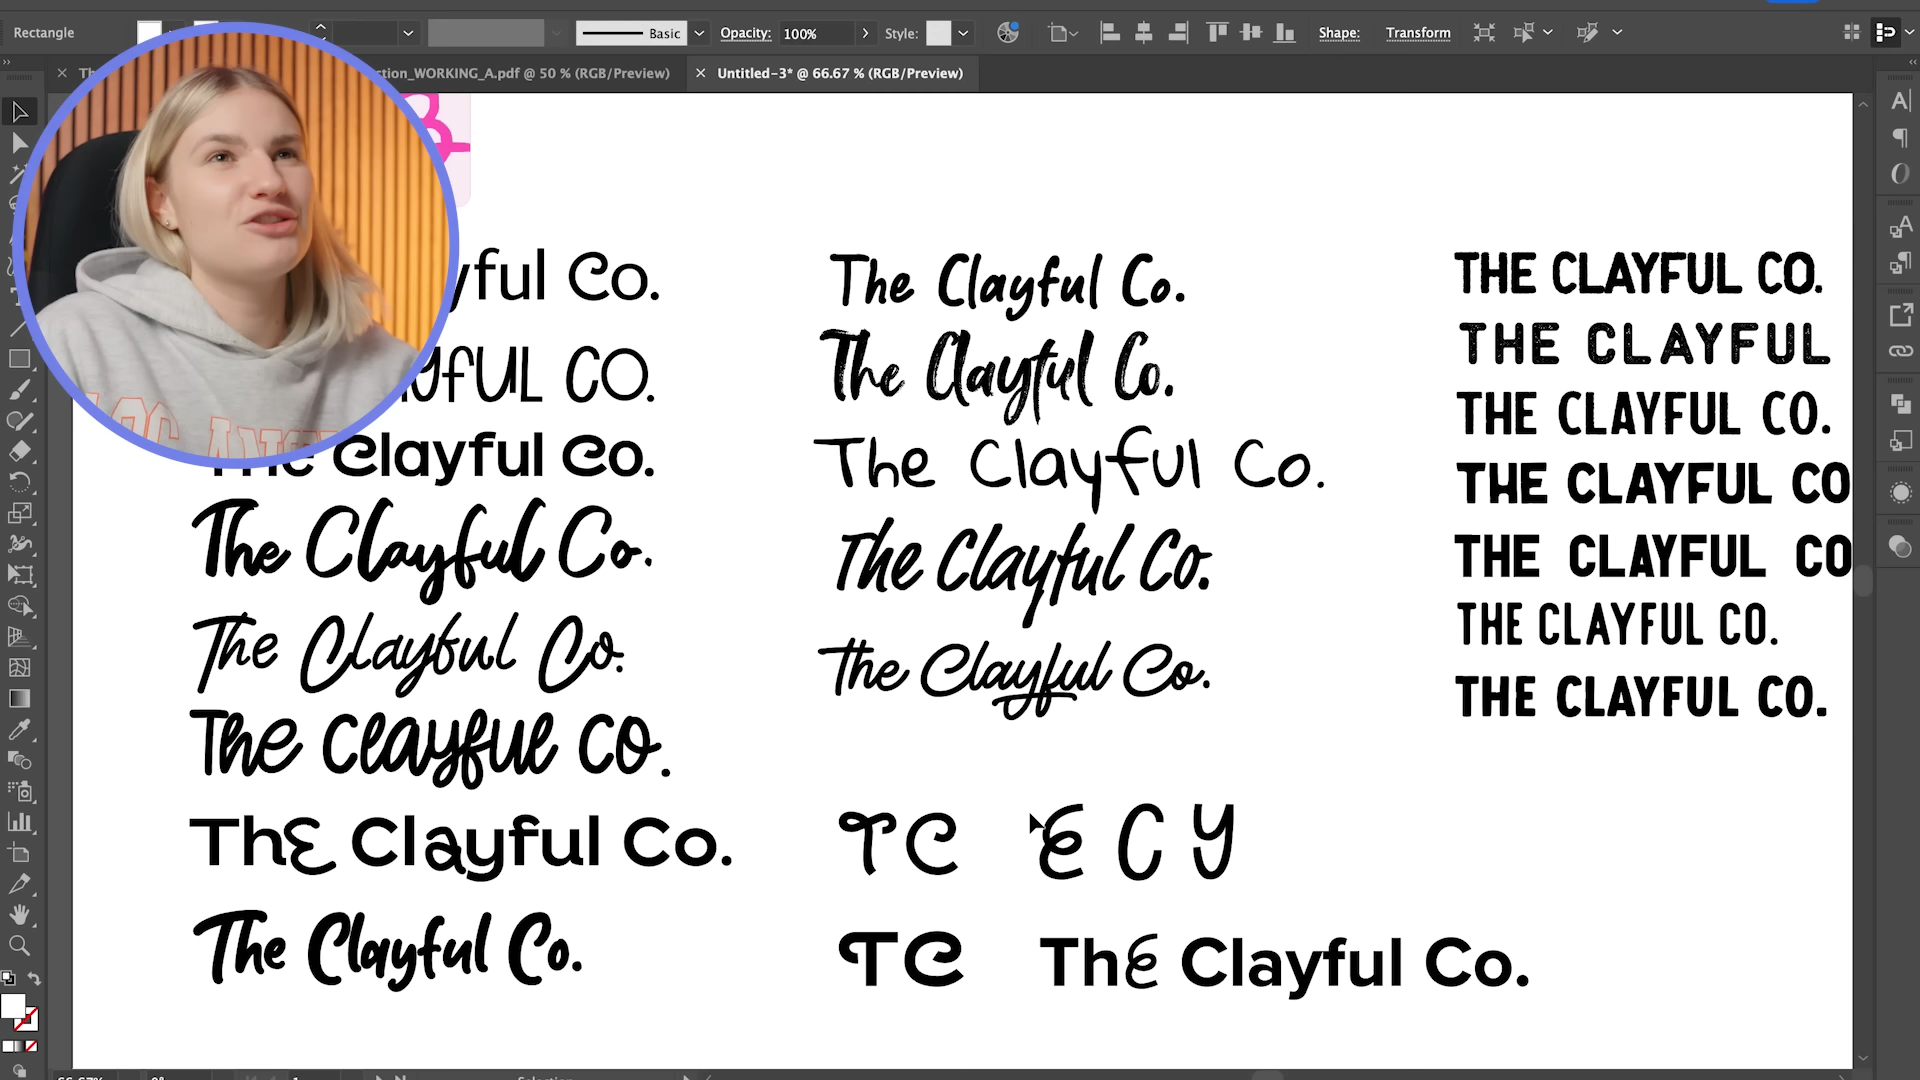 Rectangle
Basic
Opacity: 100%
Style:
Shape:
Transform
ction_WORKING_A.pdf @ 50 % (RGB/Preview)
Untitled-3* @ 66.67 % (RGB/Preview)
yful Co.
yfUL CO.
The Clayful Co.
The Clayful Co.
The Clayful Co.
The Clayful Co.
The Clayful Co.
The Clayful Co.
The Clayful Co.
The Clayful Co.
The Clayful Co.
The Clayful Co.
The Clayful Co.
TC e C y
TC The Clayful Co.
THE CLAYFUL CO.
THE CLAYFUL
THE CLAYFUL CO.
THE CLAYFUL CO
THE CLAYFUL CO
THE CLAYFUL CO.
THE CLAYFUL CO.